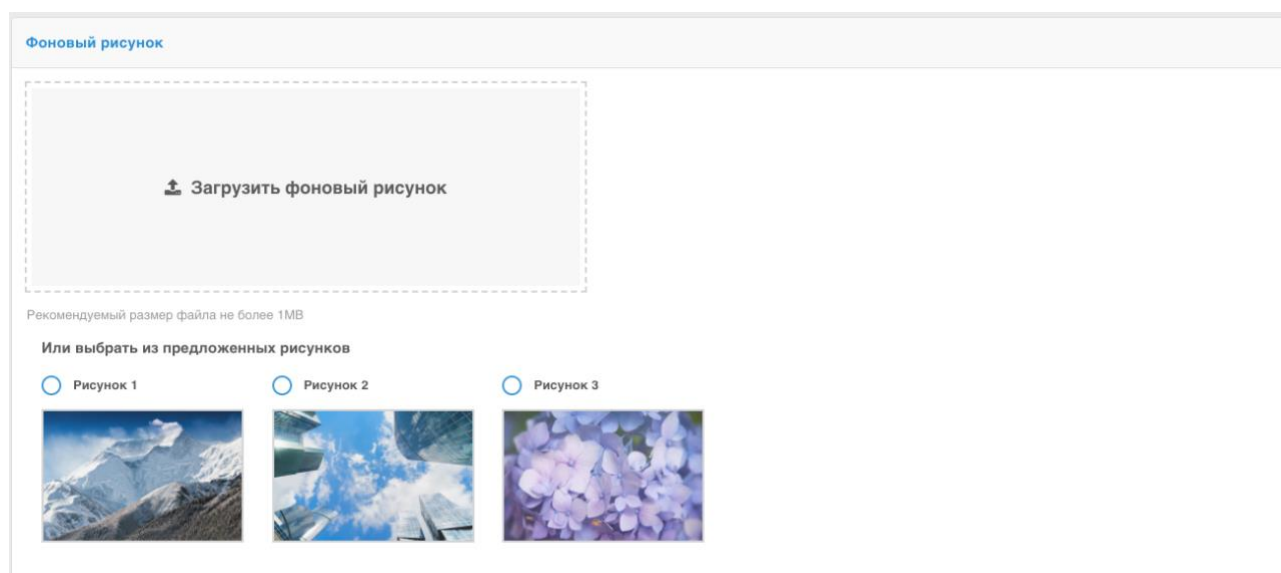 Фоновый рисунок
Загрузить фоновый рисунок
Рекомендуемый размер файла не более 1MB
Или выбрать из предложенных рисунков
Рисунок 1
Рисунок 2
Рисунок 3